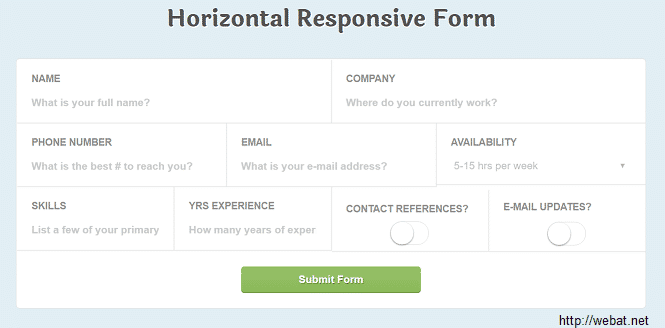 Horizontal Responsive Form
NAME COMPANY
What is your full name? Where do you currently work?
PHONE NUMBER EMAIL AVAILABILITY
What is the best # to reach you? What is your e-mail address? 5-15 hrs per week
SKILLS YRS EXPERIENCE CONTACT REFERENCES? E-MAIL UPDATES?
List a few of your primary How many years of exper
Submit Form
http://webat.net